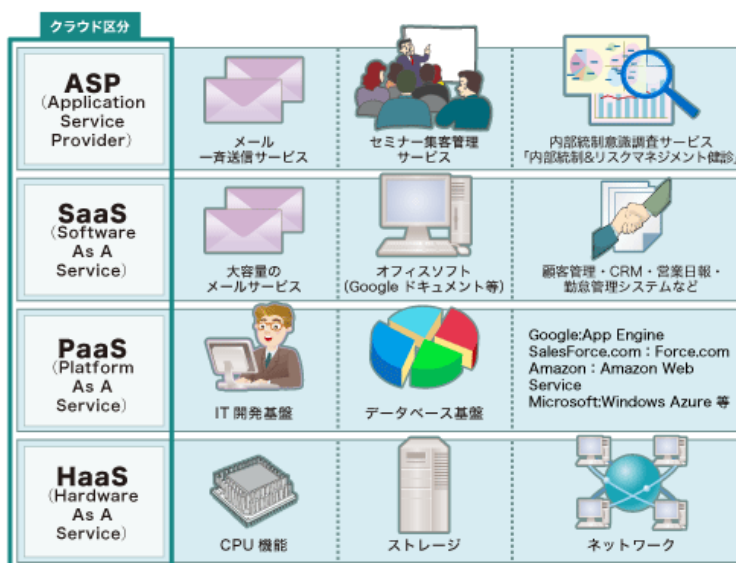 クラウド区分
ASP
(Application
Service
Provider)
メール
一斉送信サービス
セミナー集客管理
サービス
内部統制意識調査サービス
「内部統制&リスクマネジメント健診」
SaaS
(Software
As A
Service)
大容量の
メールサービス
オフィスソフト
(Google ドキュメント等)
顧客管理・CRM・営業日報・
勤怠管理システムなど
PaaS
(Platform
As A
Service)
IT 開発基盤
データベース基盤
Google:App Engine
SalesForce.com：Force.com
Amazon：Amazon Web
Service
Microsoft:Windows Azure 等
HaaS
(Hardware
As A
Service)
CPU 機能
ストレージ
ネットワーク